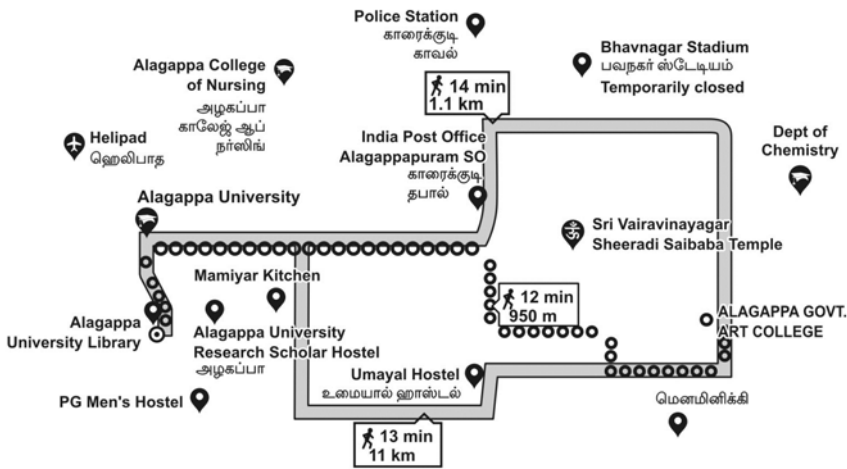 Police Station
காரைக்குடி
காவல்
Bhavnagar Stadium
பவநகர் ஸ்டேடியம்
Temporarily closed
Alagappa College
of Nursing
அழகப்பா
காலேஜ் ஆப்
நர்ஸிங்
14 min
1.1 km
Helipad
ஹெலிபாத
India Post Office
Alagappapuram SO
காரைக்குடி
தபால்
Dept of
Chemistry
Alagappa University
Sri Vairavinayagar
Sheeradi Saibaba Temple
Mamiyar Kitchen
12 min
950 m
Alagappa
University Library
Alagappa University
Research Scholar Hostel
அழகப்பா
ALAGAPPA GOVT.
ART COLLEGE
Umayal Hostel
உமையால் ஹாஸ்டல்
PG Men's Hostel
மெனமினிக்கி
13 min
11 km